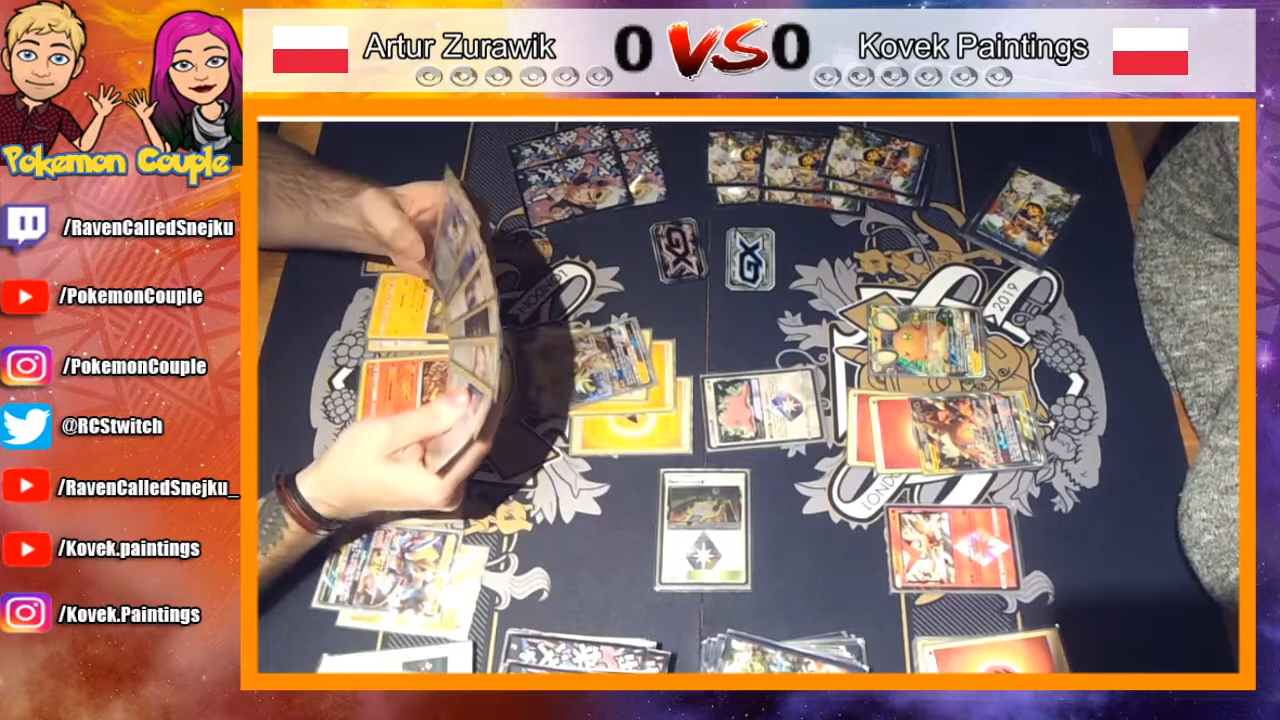 Artur Zurawik
0
VS
0
Kovek Paintings
Pokemon Couple
/RavenCalledSnejku
/PokemonCouple
/PokemonCouple
@RCStwitch
/RavenCalledSnejku_
/Kovek.paintings
/Kovek.Paintings
GX
GX
2019